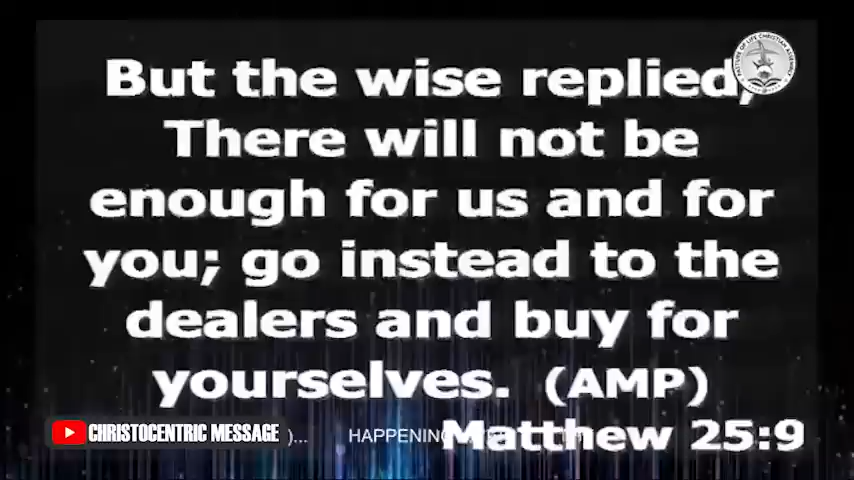 But the wise replied,
There will not be
enough for us and for
you; go instead to the
dealers and buy for
yourselves. (AMP)
Matthew 25:9
CHRISTOCENTRIC MESSAGE )... HAPPENING